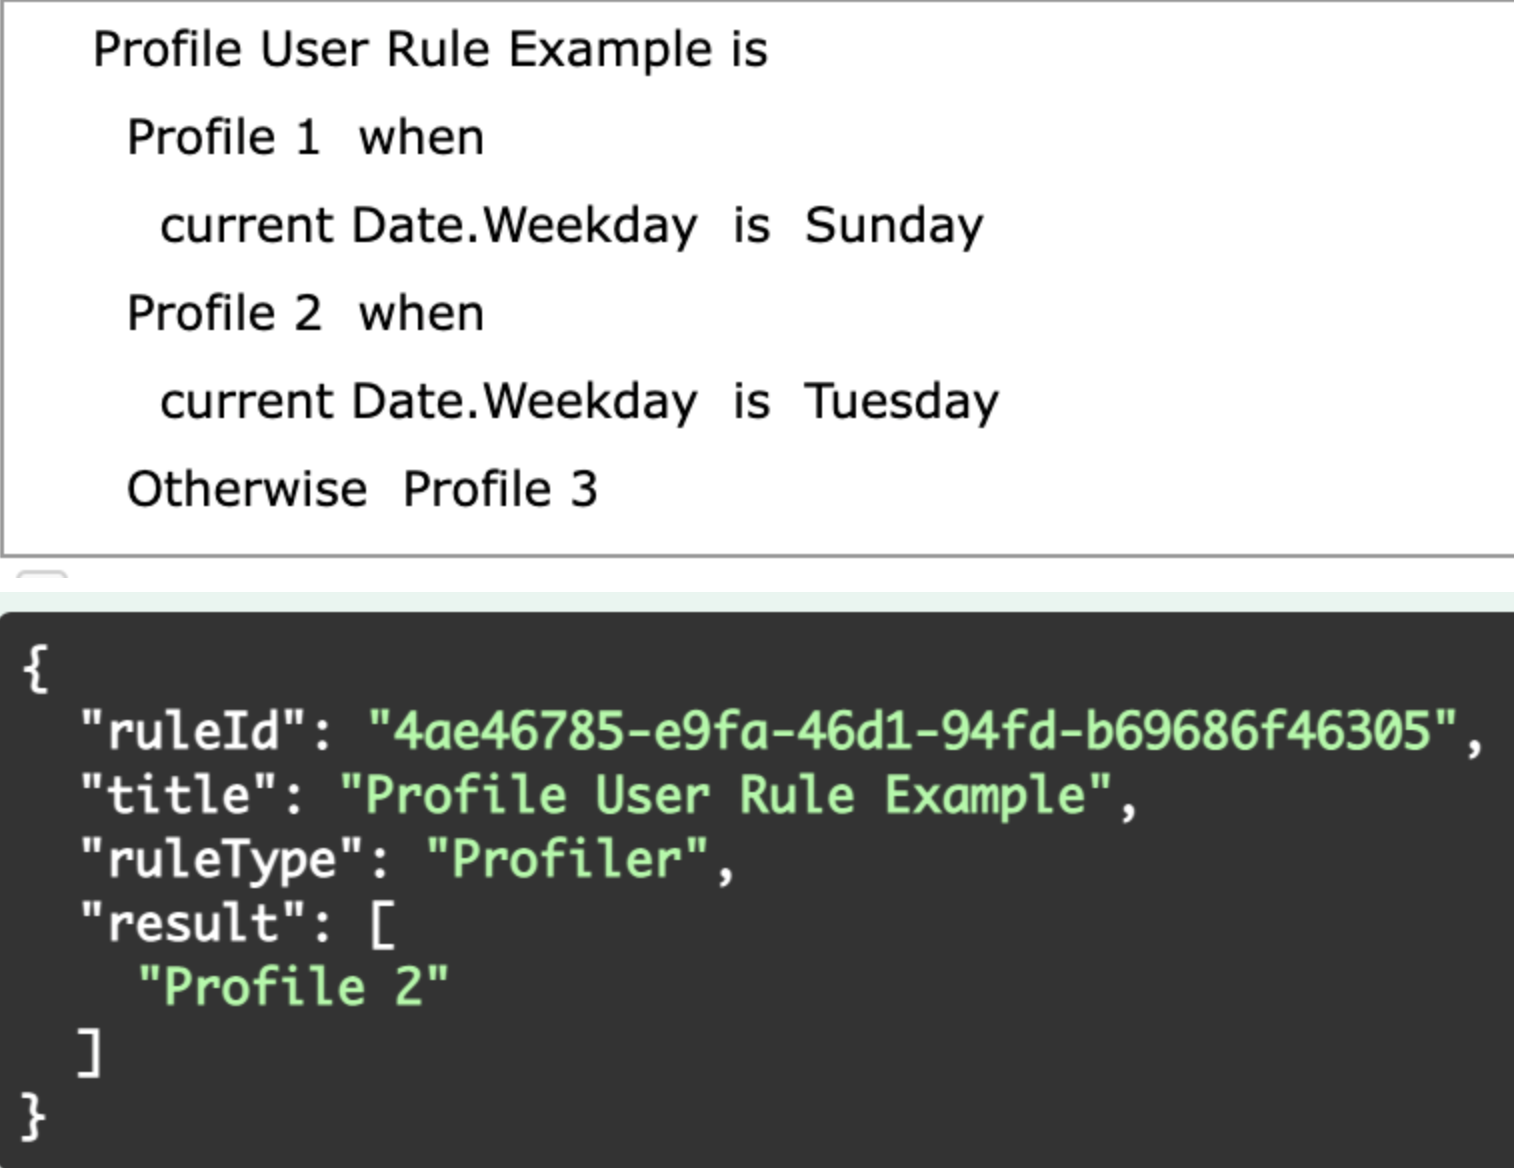 Profile User Rule Example is
Profile 1 when
current Date.Weekday is Sunday
Profile 2 when
current Date.Weekday is Tuesday
Otherwise Profile 3
{
"ruleId": "4ae46785-e9fa-46d1-94fd-b69686f46305",
"title": "Profile User Rule Example",
"ruleType": "Profiler",
"result": [
"Profile 2"
]
}